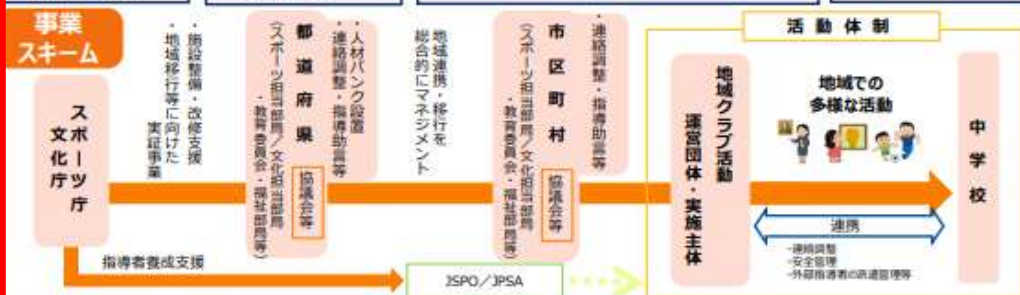 事業
スキーム
スポーツ庁
文化庁
・施設整備・改修支援
・地域移行等に向けた
実証事業
都道府県
(スポーツ担当部局/文化担当部局
・教育委員会・福祉部局等)
協議会等
・人材バンク設置
・連絡調整・指導助言等
地域連携・移行を
総合的にマネジメント
市区町村
(スポーツ担当部局/文化担当部局
・教育委員会・福祉部局等)
協議会等
・連絡調整・指導助言等
活動体制
地域クラブ活動
運営団体・実施主体
地域での
多様な活動
中学校
連携
-連絡調整
-安全管理
-外部指導者の派遣管理等
指導者養成支援
JSPO/JPSA